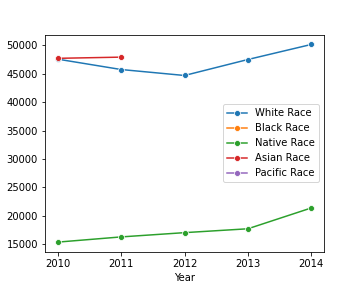 50000
45000
40000
35000
30000
25000
20000
15000
White Race
Black Race
Native Race
Asian Race
Pacific Race
2010 2011 2012 2013 2014
Year